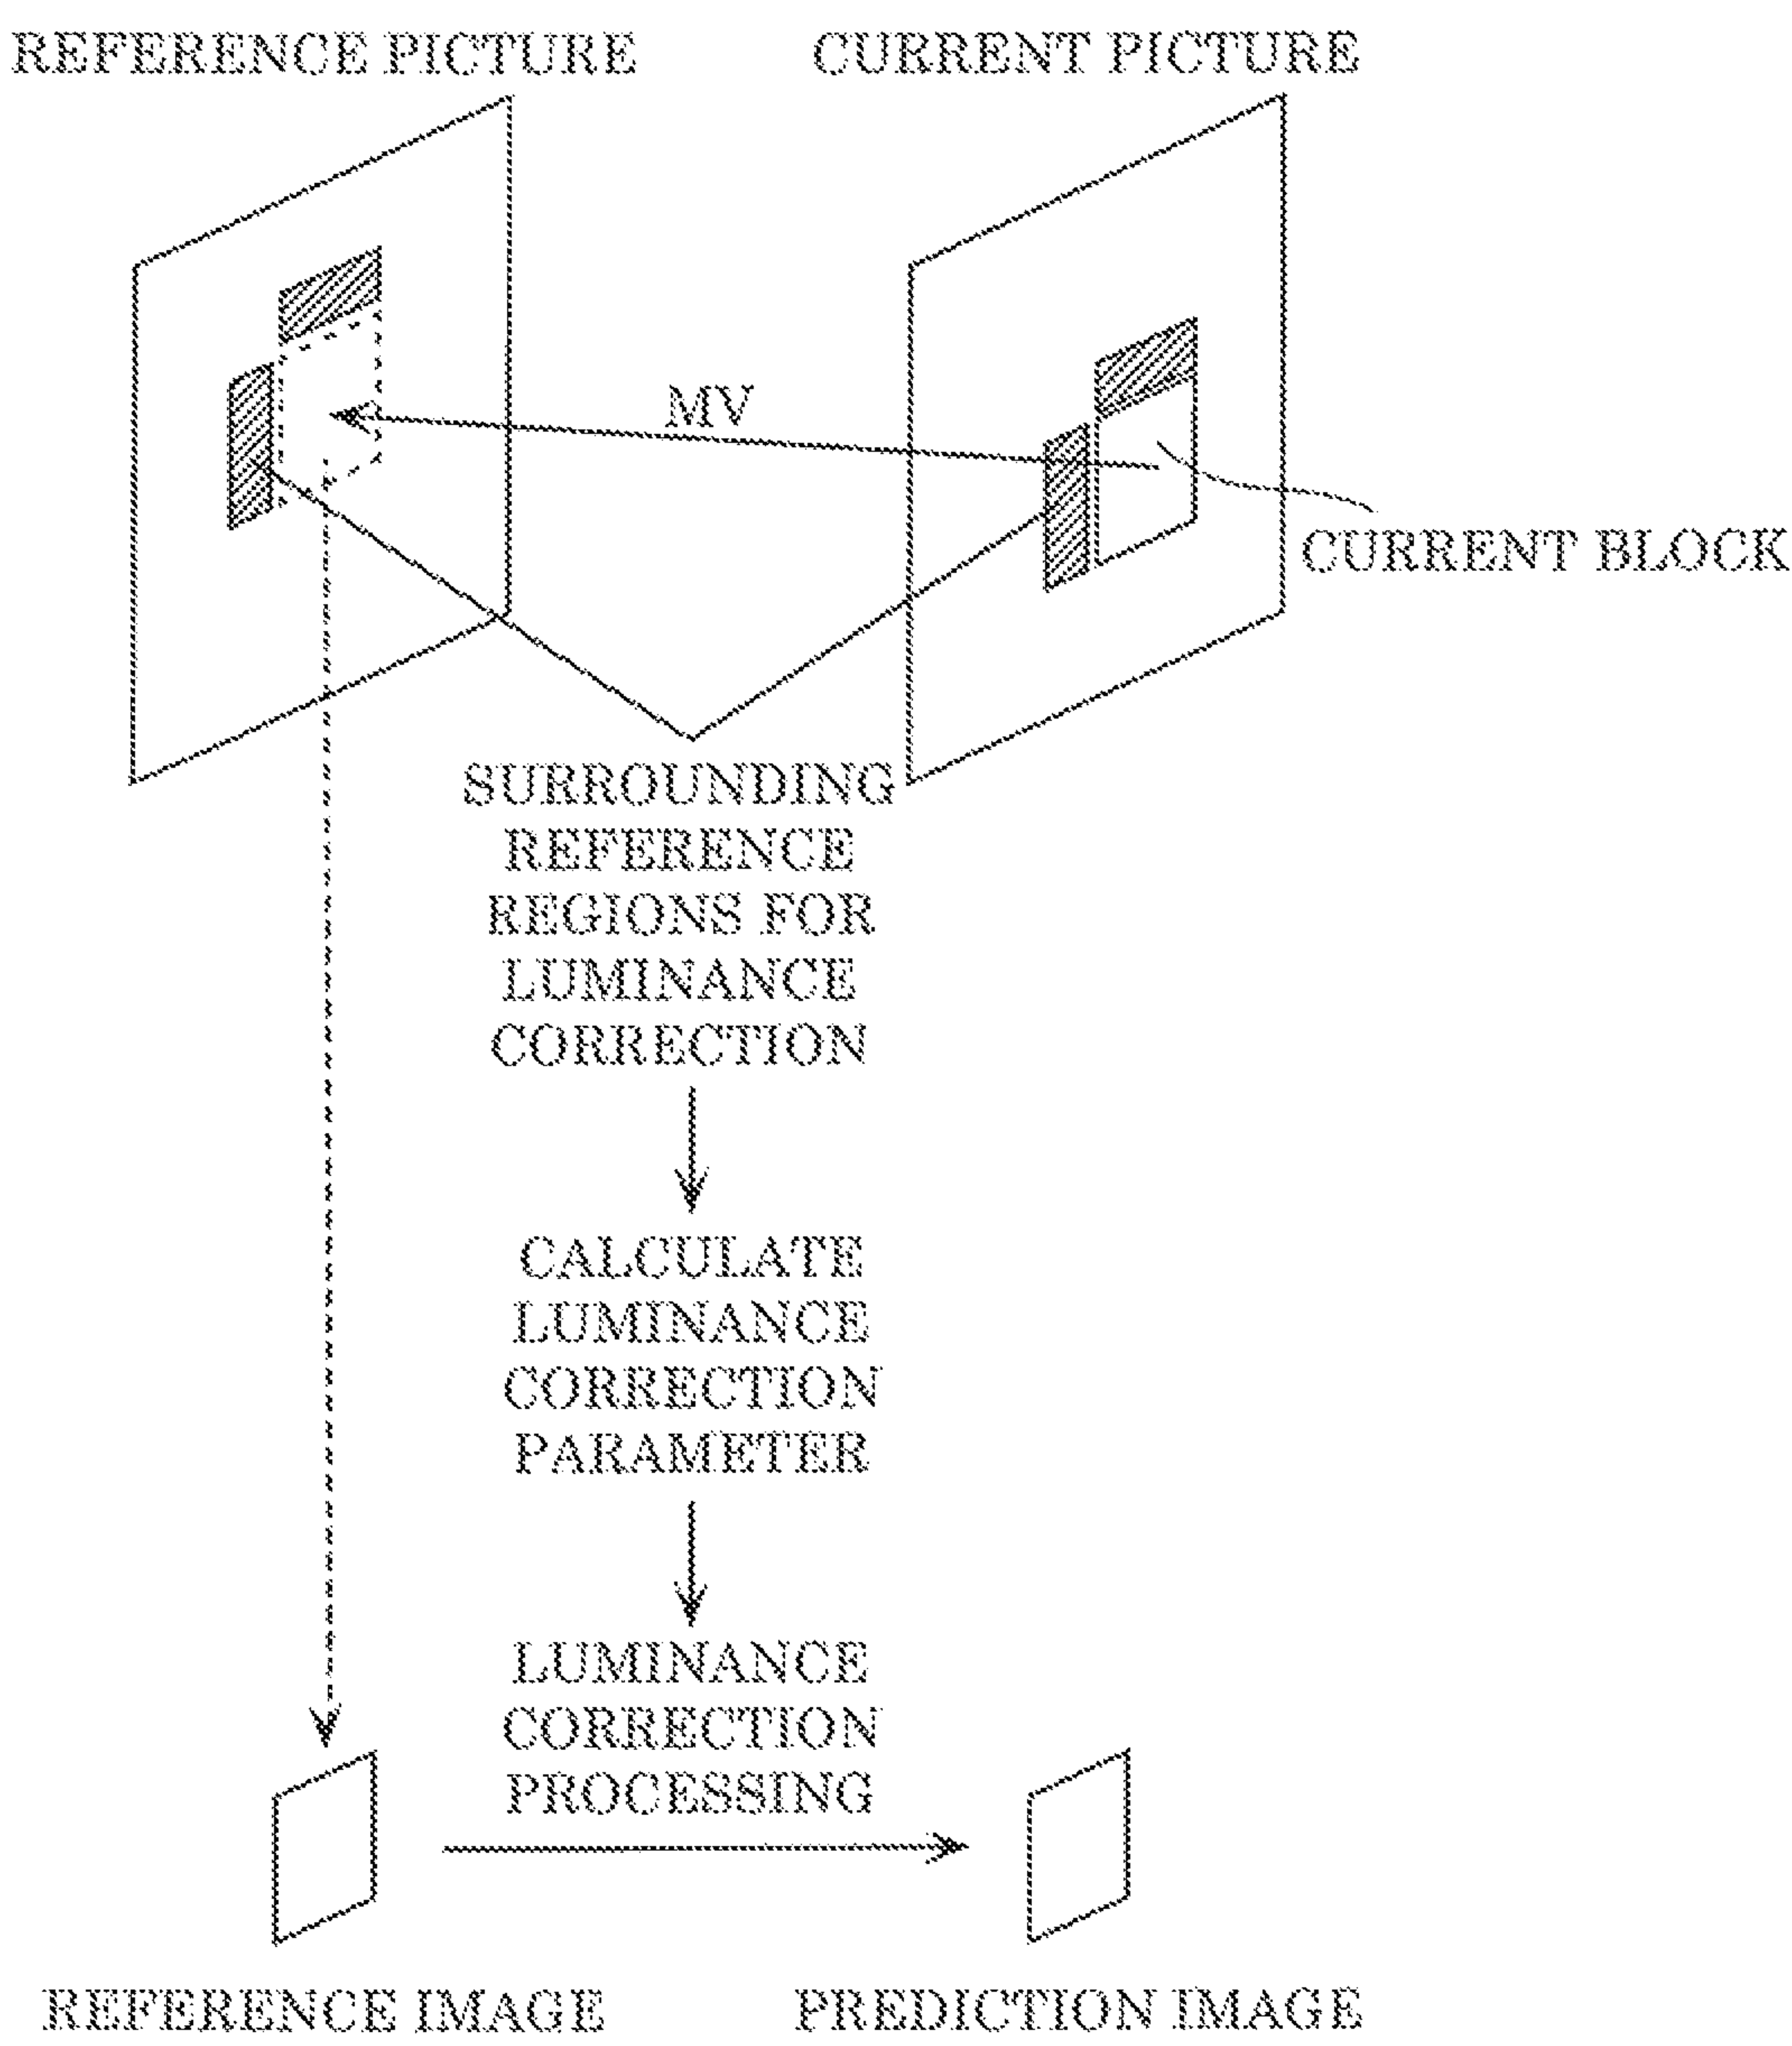 REFERENCE PICTURE
CURRENT PICTURE
MV
CURRENT BLOCK
SURROUNDING
REFERENCE
REGIONS FOR
LUMINANCE
CORRECTION
CALCULATE
LUMINANCE
CORRECTION
PARAMETER
LUMINANCE
CORRECTION
PROCESSING
REFERENCE IMAGE
PREDICTION IMAGE